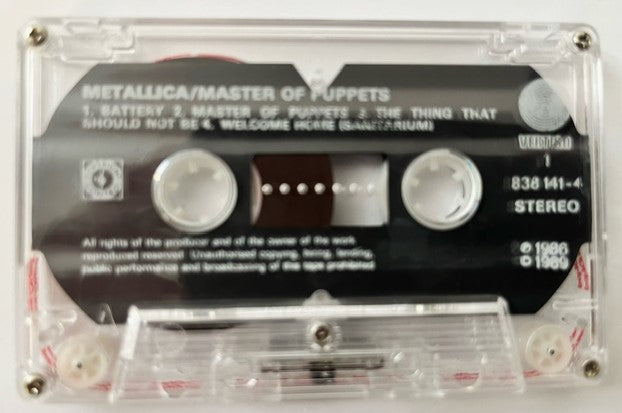 METALLICA/MASTER OF PUPPETS
1. BATTERY 2. MASTER OF PUPPETS 3. THE THING THAT
SHOULD NOT BE 4. WELCOME HOME (SANITARIUM)
VERTIGO
1
838 141-4
STEREO
All rights of the producer and of the owner of the work
reproduced reserved. Unauthorised copying, hiring, lending,
public performance and broadcasting of this tape prohibited
℗ 1986
© 1989